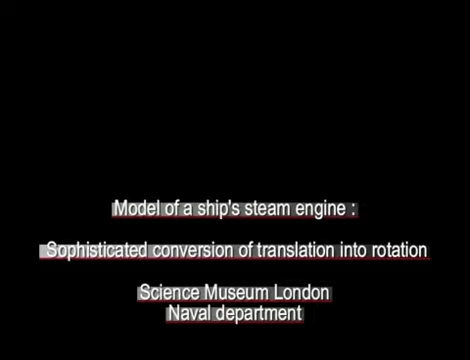 Model of a ship's steam engine :
Sophisticated conversion of translation into rotation
Science Museum London
Naval department